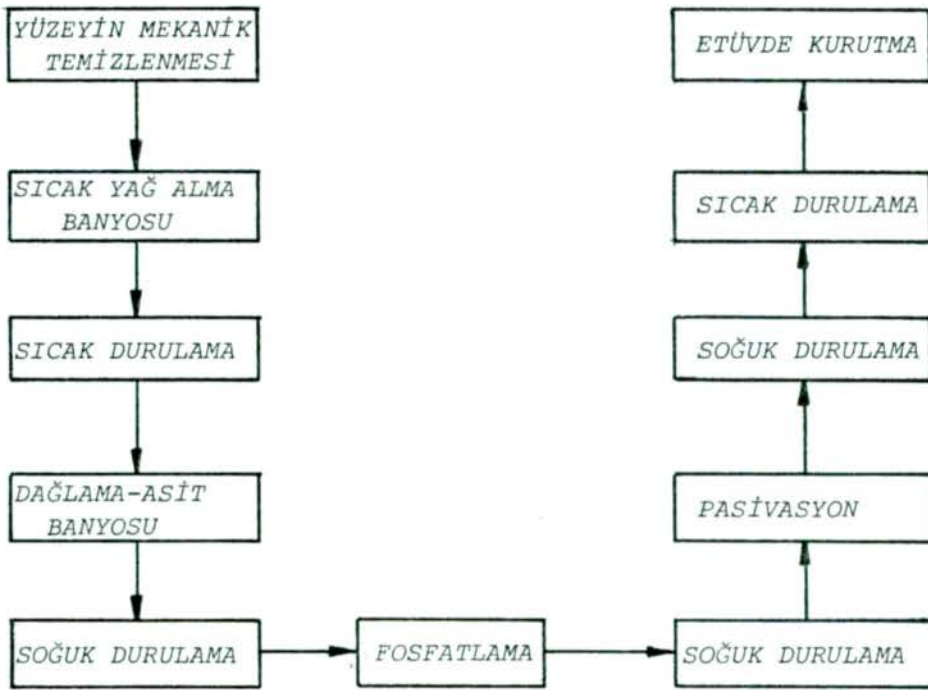 YÜZEYİN MEKANİK
TEMİZLENMESİ
SICAK YAĞ ALMA
BANYOSU
SICAK DURULAMA
DAĞLAMA-ASİT
BANYOSU
SOĞUK DURULAMA
FOSFATLAMA
SOĞUK DURULAMA
PASİVASYON
SOĞUK DURULAMA
SICAK DURULAMA
ETÜVDE KURUTMA